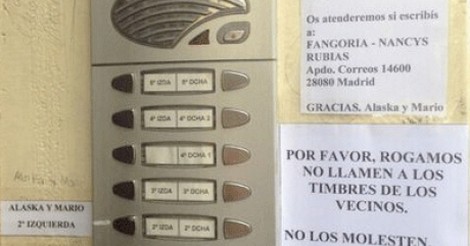 Os atenderemos si escribís
a:
FANGORIA - NANCYS
RUBIAS
Apdo. Correos 14600
28080 Madrid
GRACIAS. Alaska y Mario
6º IZDA 5º DCHA
4º IZDA 4º DCHA 2
4º DCHA 1
3º IZDA 3º DCHA
2º IZDA 2º DCHA
ALASKA Y MARIO
2º IZQUIERDA
POR FAVOR, ROGAMOS
NO LLAMEN A LOS
TIMBRES DE LOS
VECINOS.
NO LOS MOLESTEN